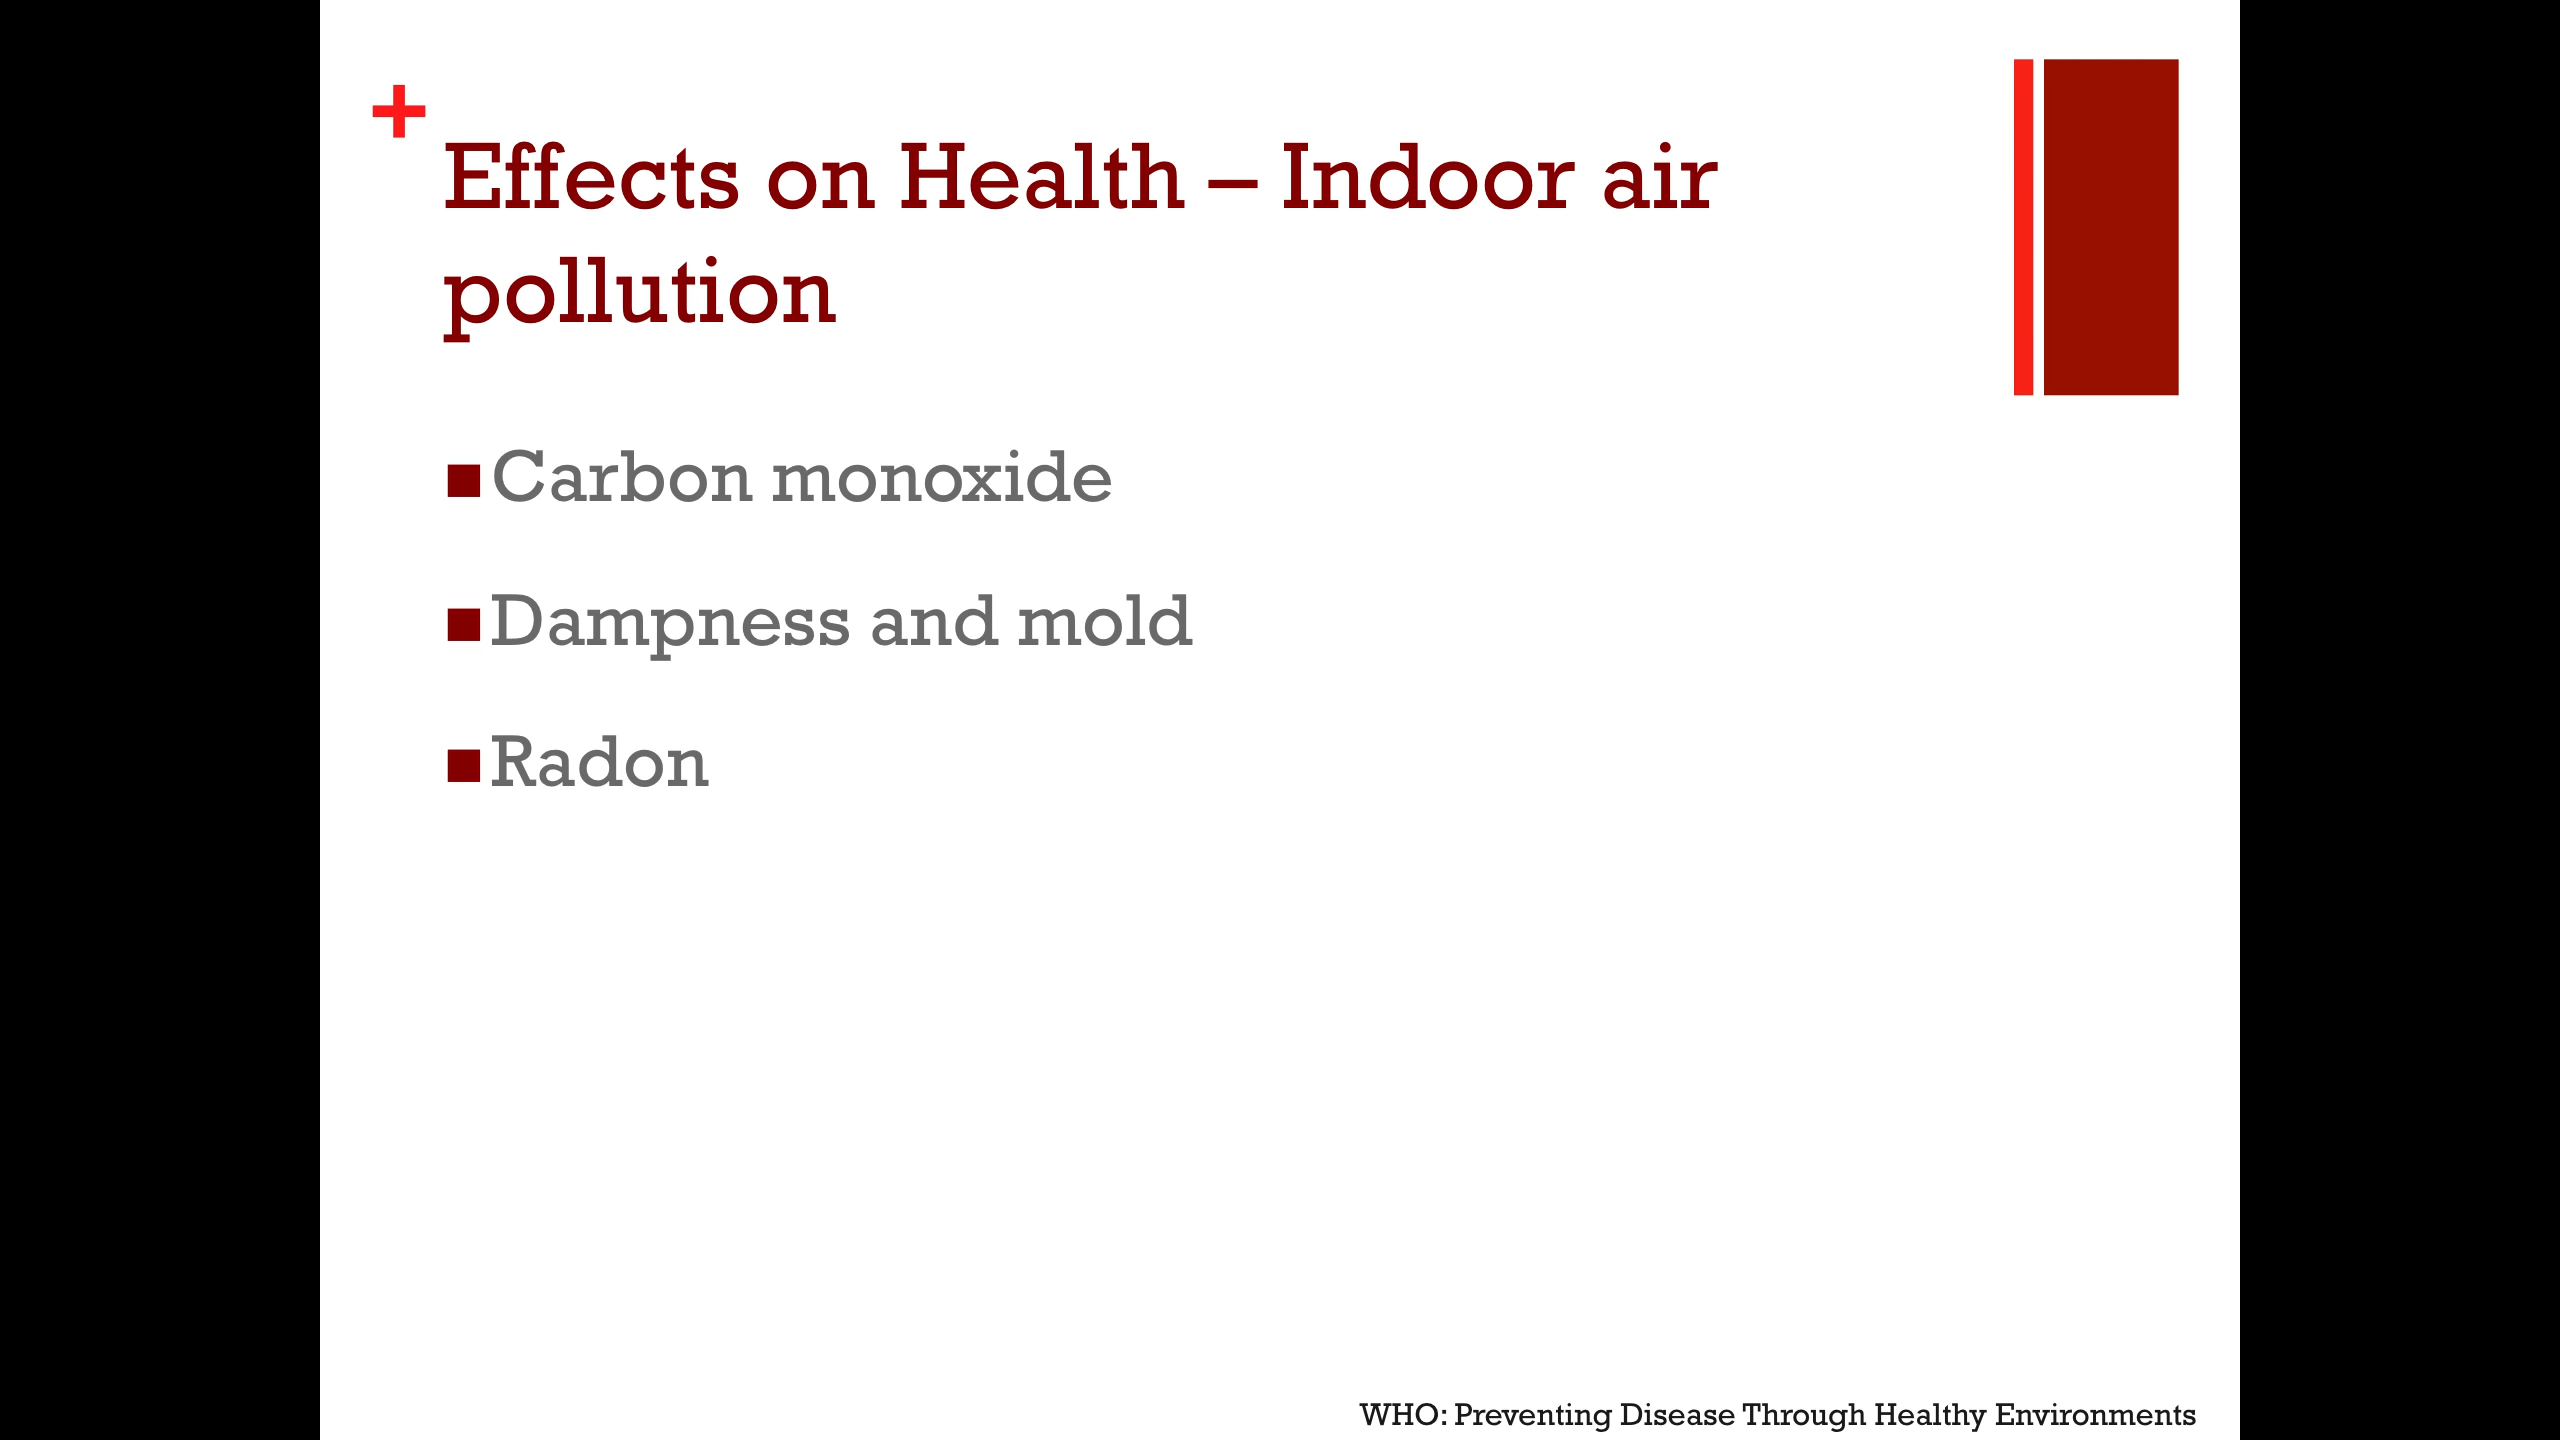 +
Effects on Health – Indoor air
pollution
■Carbon monoxide
■Dampness and mold
■Radon
WHO: Preventing Disease Through Healthy Environments